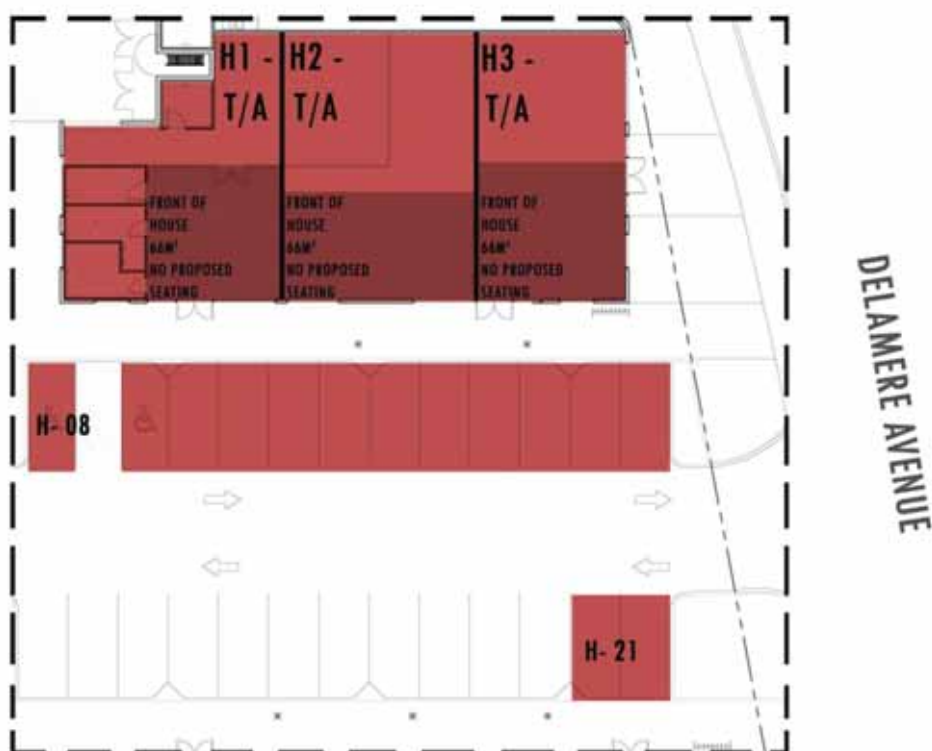 H1 -
T/A
H2 -
T/A
H3 -
T/A
FRONT OF
HOUSE
66M²
NO PROPOSED
SEATING
FRONT OF
HOUSE
66M²
NO PROPOSED
SEATING
FRONT OF
HOUSE
66M²
NO PROPOSED
SEATING
H- 08
H- 21
DELAMERE AVENUE